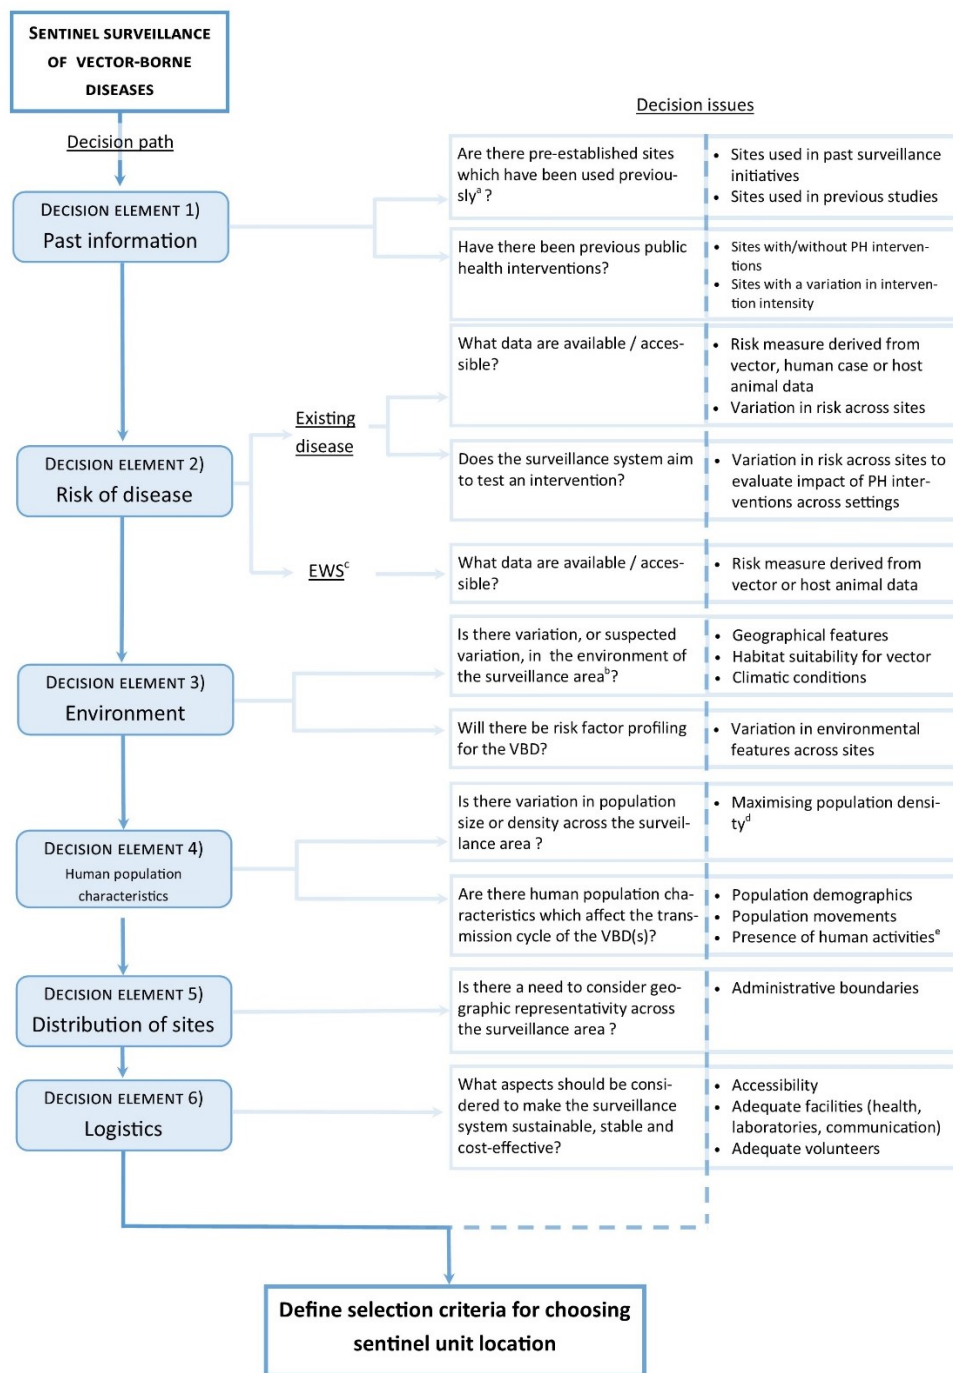 SENTINEL SURVEILLANCE
OF VECTOR-BORNE
DISEASES
Decision issues
Decision path
DECISION ELEMENT 1)
Past information
Are there pre-established sites
which have been used previou-
slyᵃ ?
• Sites used in past surveillance
initiatives
• Sites used in previous studies
Have there been previous public
health interventions?
• Sites with/without PH interven-
tions
• Sites with a variation in interven-
tion intensity
DECISION ELEMENT 2)
Risk of disease
Existing
disease
What data are available / acces-
sible?
• Risk measure derived from
vector, human case or host
animal data
• Variation in risk across sites
Does the surveillance system aim
to test an intervention?
• Variation in risk across sites to
evaluate impact of PH inter-
ventions across settings
EWSᶜ
What data are available / acces-
sible?
• Risk measure derived from
vector or host animal data
DECISION ELEMENT 3)
Environment
Is there variation, or suspected
variation, in the environment of
the surveillance areaᵇ?
• Geographical features
• Habitat suitability for vector
• Climatic conditions
Will there be risk factor profiling
for the VBD?
• Variation in environmental
features across sites
DECISION ELEMENT 4)
Human population
characteristics
Is there variation in population
size or density across the surveil-
lance area ?
• Maximising population densi-
tyᵈ
Are there human population cha-
racteristics which affect the trans-
mission cycle of the VBD(s)?
• Population demographics
• Population movements
• Presence of human activitiesᵉ
DECISION ELEMENT 5)
Distribution of sites
Is there a need to consider geo-
graphic representativity across
the surveillance area ?
• Administrative boundaries
DECISION ELEMENT 6)
Logistics
What aspects should be consi-
dered to make the surveillance
system sustainable, stable and
cost-effective?
• Accessibility
• Adequate facilities (health,
laboratories, communication)
• Adequate volunteers
Define selection criteria for choosing
sentinel unit location